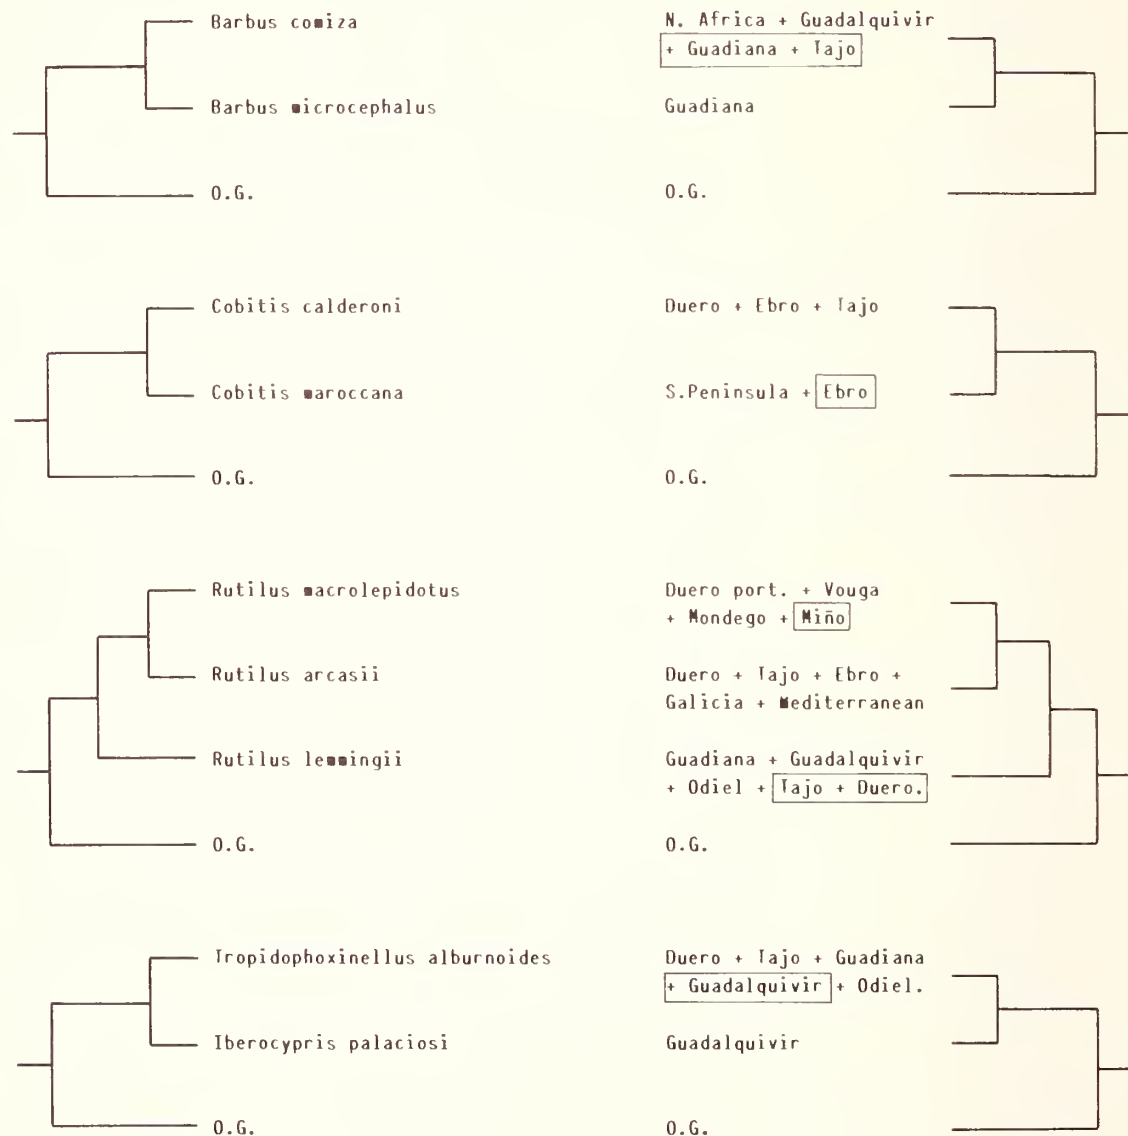 Barbus comiza
N. Africa + Guadalquivir
+ Guadiana + Tajo
Barbus microcephalus
Guadiana
O.G.
O.G.
Cobitis calderoni
Duero + Ebro + Tajo
Cobitis maroccana
S.Peninsula + Ebro
O.G.
O.G.
Rutilus macrolepidotus
Duero port. + Vouga
+ Mondego + Miño
Rutilus arcasii
Duero + Tajo + Ebro +
Galicia + Mediterranean
Rutilus lemmingii
Guadiana + Guadalquivir
+ Odiel + Tajo + Duero.
O.G.
O.G.
Tropidophoxinellus alburnoides
Duero + Tajo + Guadiana
+ Guadalquivir + Odiel.
Iberocypris palaciosi
Guadalquivir
O.G.
O.G.